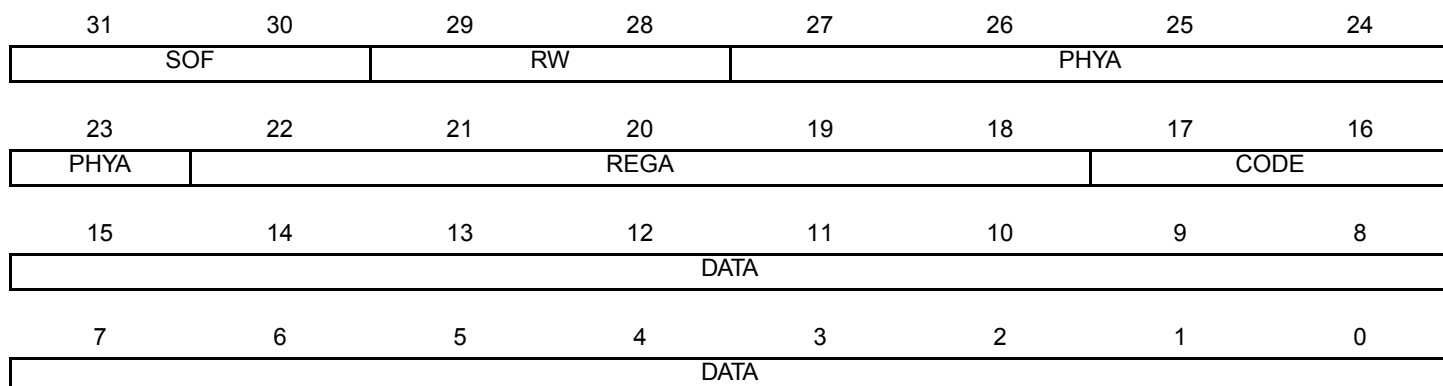 31 30 29 28 27 26 25 24
SOF RW PHYA
23 22 21 20 19 18 17 16
PHYA REGA CODE
15 14 13 12 11 10 9 8
DATA
7 6 5 4 3 2 1 0
DATA